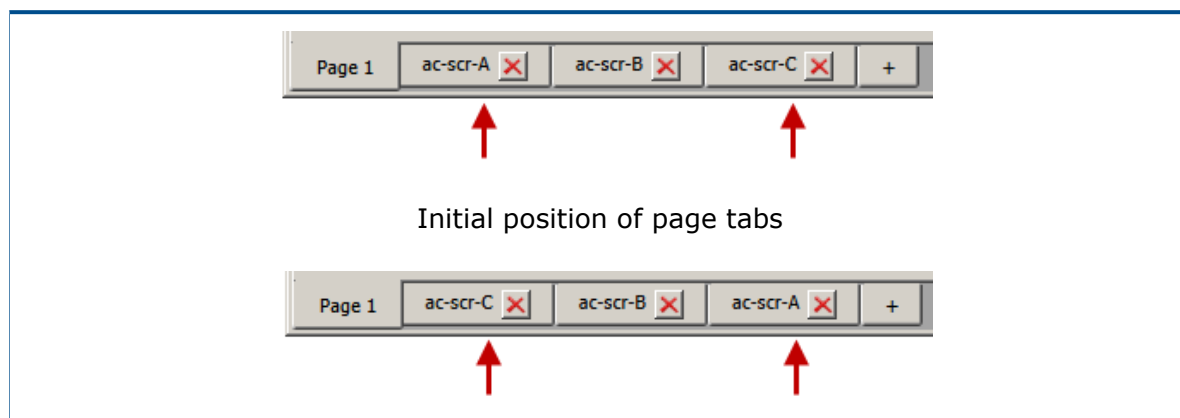 Page 1 ac-scr-A ac-scr-B ac-scr-C +
Initial position of page tabs
Page 1 ac-scr-C ac-scr-B ac-scr-A +